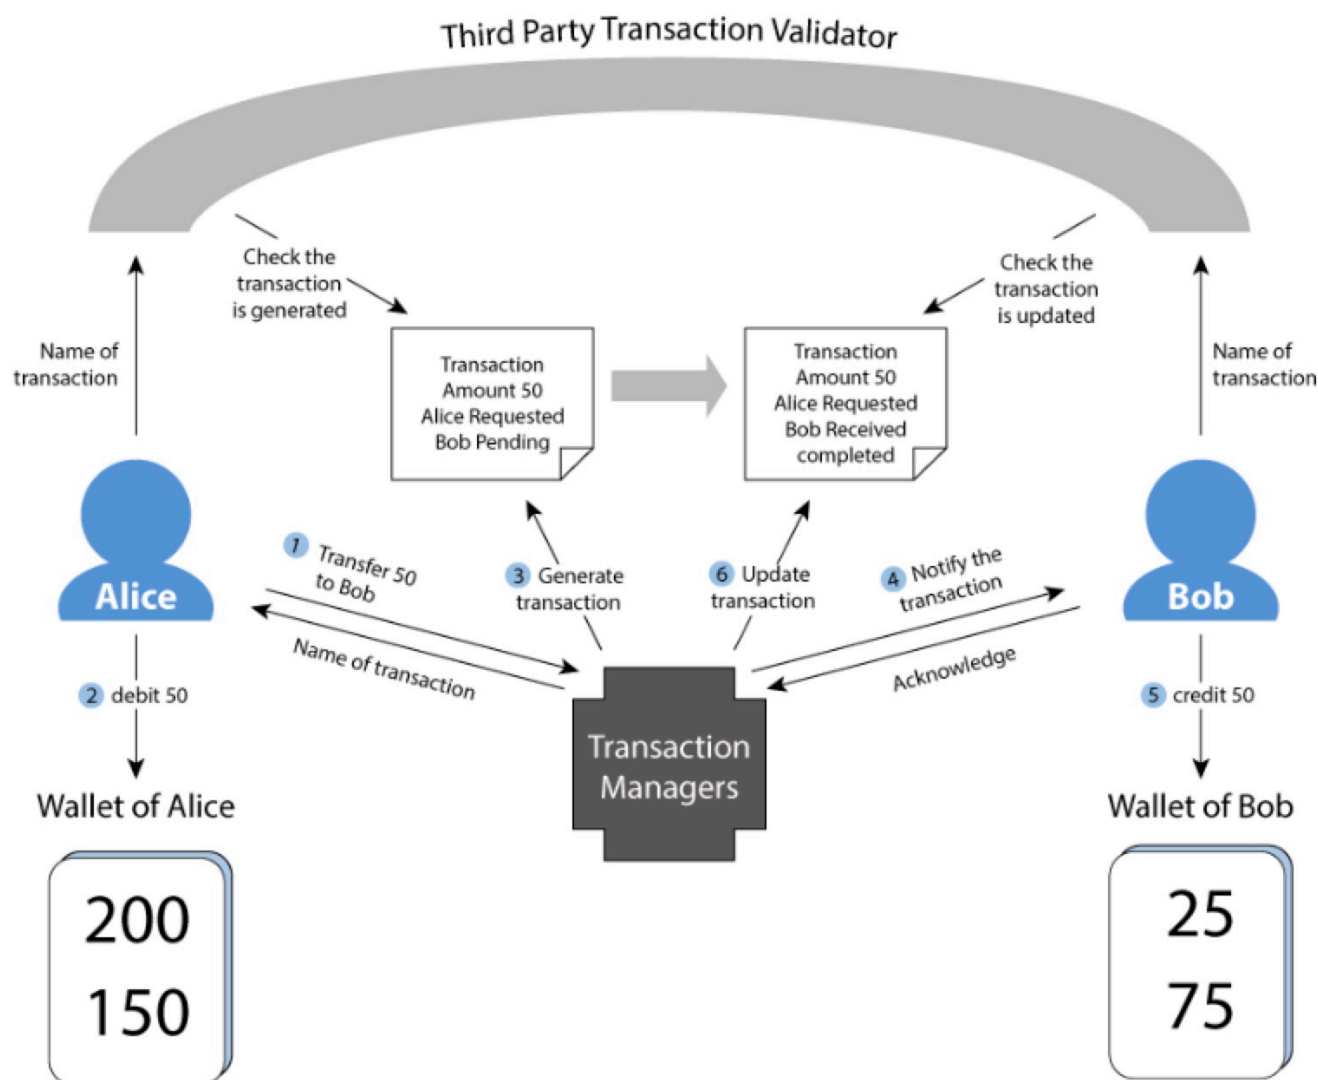 Third Party Transaction Validator
Check the
transaction
is generated
Check the
transaction
is updated
Name of
transaction
Name of
transaction
Transaction
Amount 50
Alice Requested
Bob Pending
Transaction
Amount 50
Alice Requested
Bob Received
completed
Alice
Bob
1 Transfer 50
to Bob
Name of transaction
3 Generate
transaction
6 Update
transaction
4 Notify the
transaction
Acknowledge
2 debit 50
5 credit 50
Transaction
Managers
Wallet of Alice
200
150
Wallet of Bob
25
75